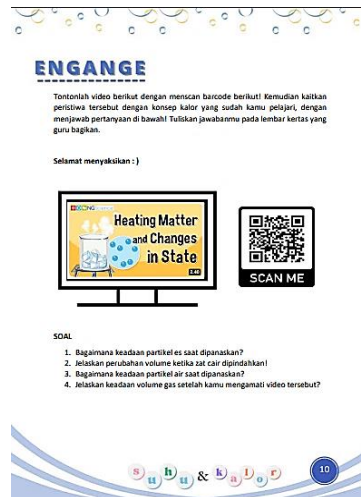 ENGANGE
Tontonlah video berikut dengan menscan barcode berikut! Kemudian kaitkan
peristiwa tersebut dengan konsep kalor yang sudah kamu pelajari, dengan
menjawab pertanyaan di bawah! Tuliskan jawabanmu pada lembar kertas yang
guru bagikan.
Selamat menyaksikan : )
Heating Matter
and Changes
in State
SCAN ME
SOAL
1. Bagaimana keadaan partikel es saat dipanaskan?
2. Jelaskan perubahan volume ketika zat cair dipindahkan!
3. Bagaimana keadaan partikel air saat dipanaskan?
4. Jelaskan keadaan volume gas setelah kamu mengamati video tersebut?
suhu & kalor
10